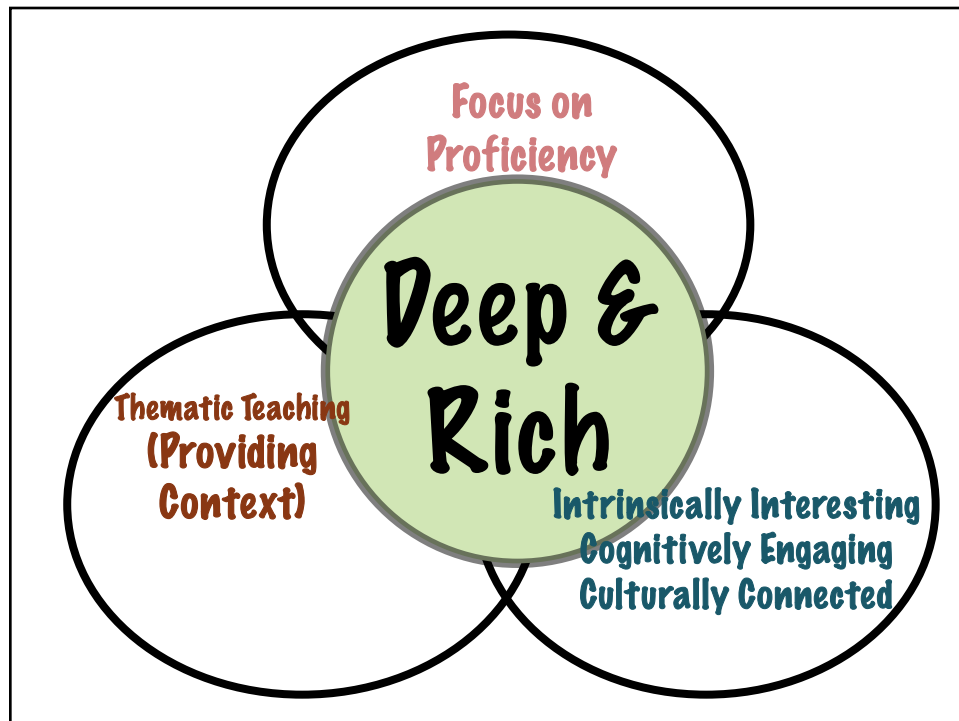 Focus on
Proficiency
Deep &
Rich
Thematic Teaching
(Providing
Context)
Intrinsically Interesting
Cognitively Engaging
Culturally Connected